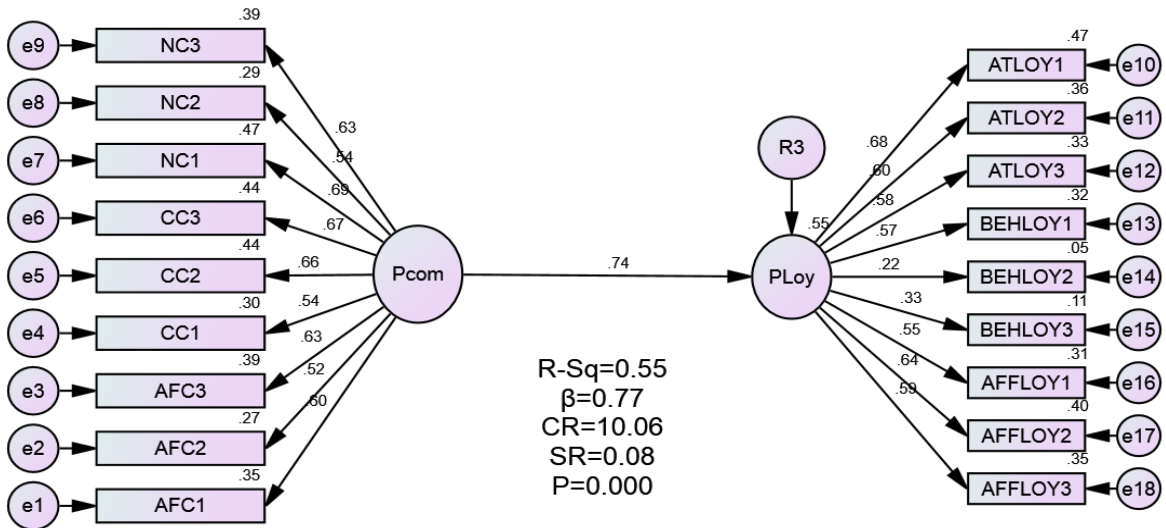 .39
e9 NC3
.29
e8 NC2
.47
e7 NC1
.44
e6 CC3
.44
e5 CC2
.30
e4 CC1
.39
e3 AFC3
.27
e2 AFC2
.35
e1 AFC1
.63
.54
.69
.67
.66
.54
.63
.52
.60
Pcom
.74
R3
.55
PLoy
R-Sq=0.55
β=0.77
CR=10.06
SR=0.08
P=0.000
.68
.60
.58
.57
.22
.33
.55
.64
.59
.47
ATLOY1 e10
.36
ATLOY2 e11
.33
ATLOY3 e12
.32
BEHLOY1 e13
.05
BEHLOY2 e14
.11
BEHLOY3 e15
.31
AFFLOY1 e16
.40
AFFLOY2 e17
.35
AFFLOY3 e18